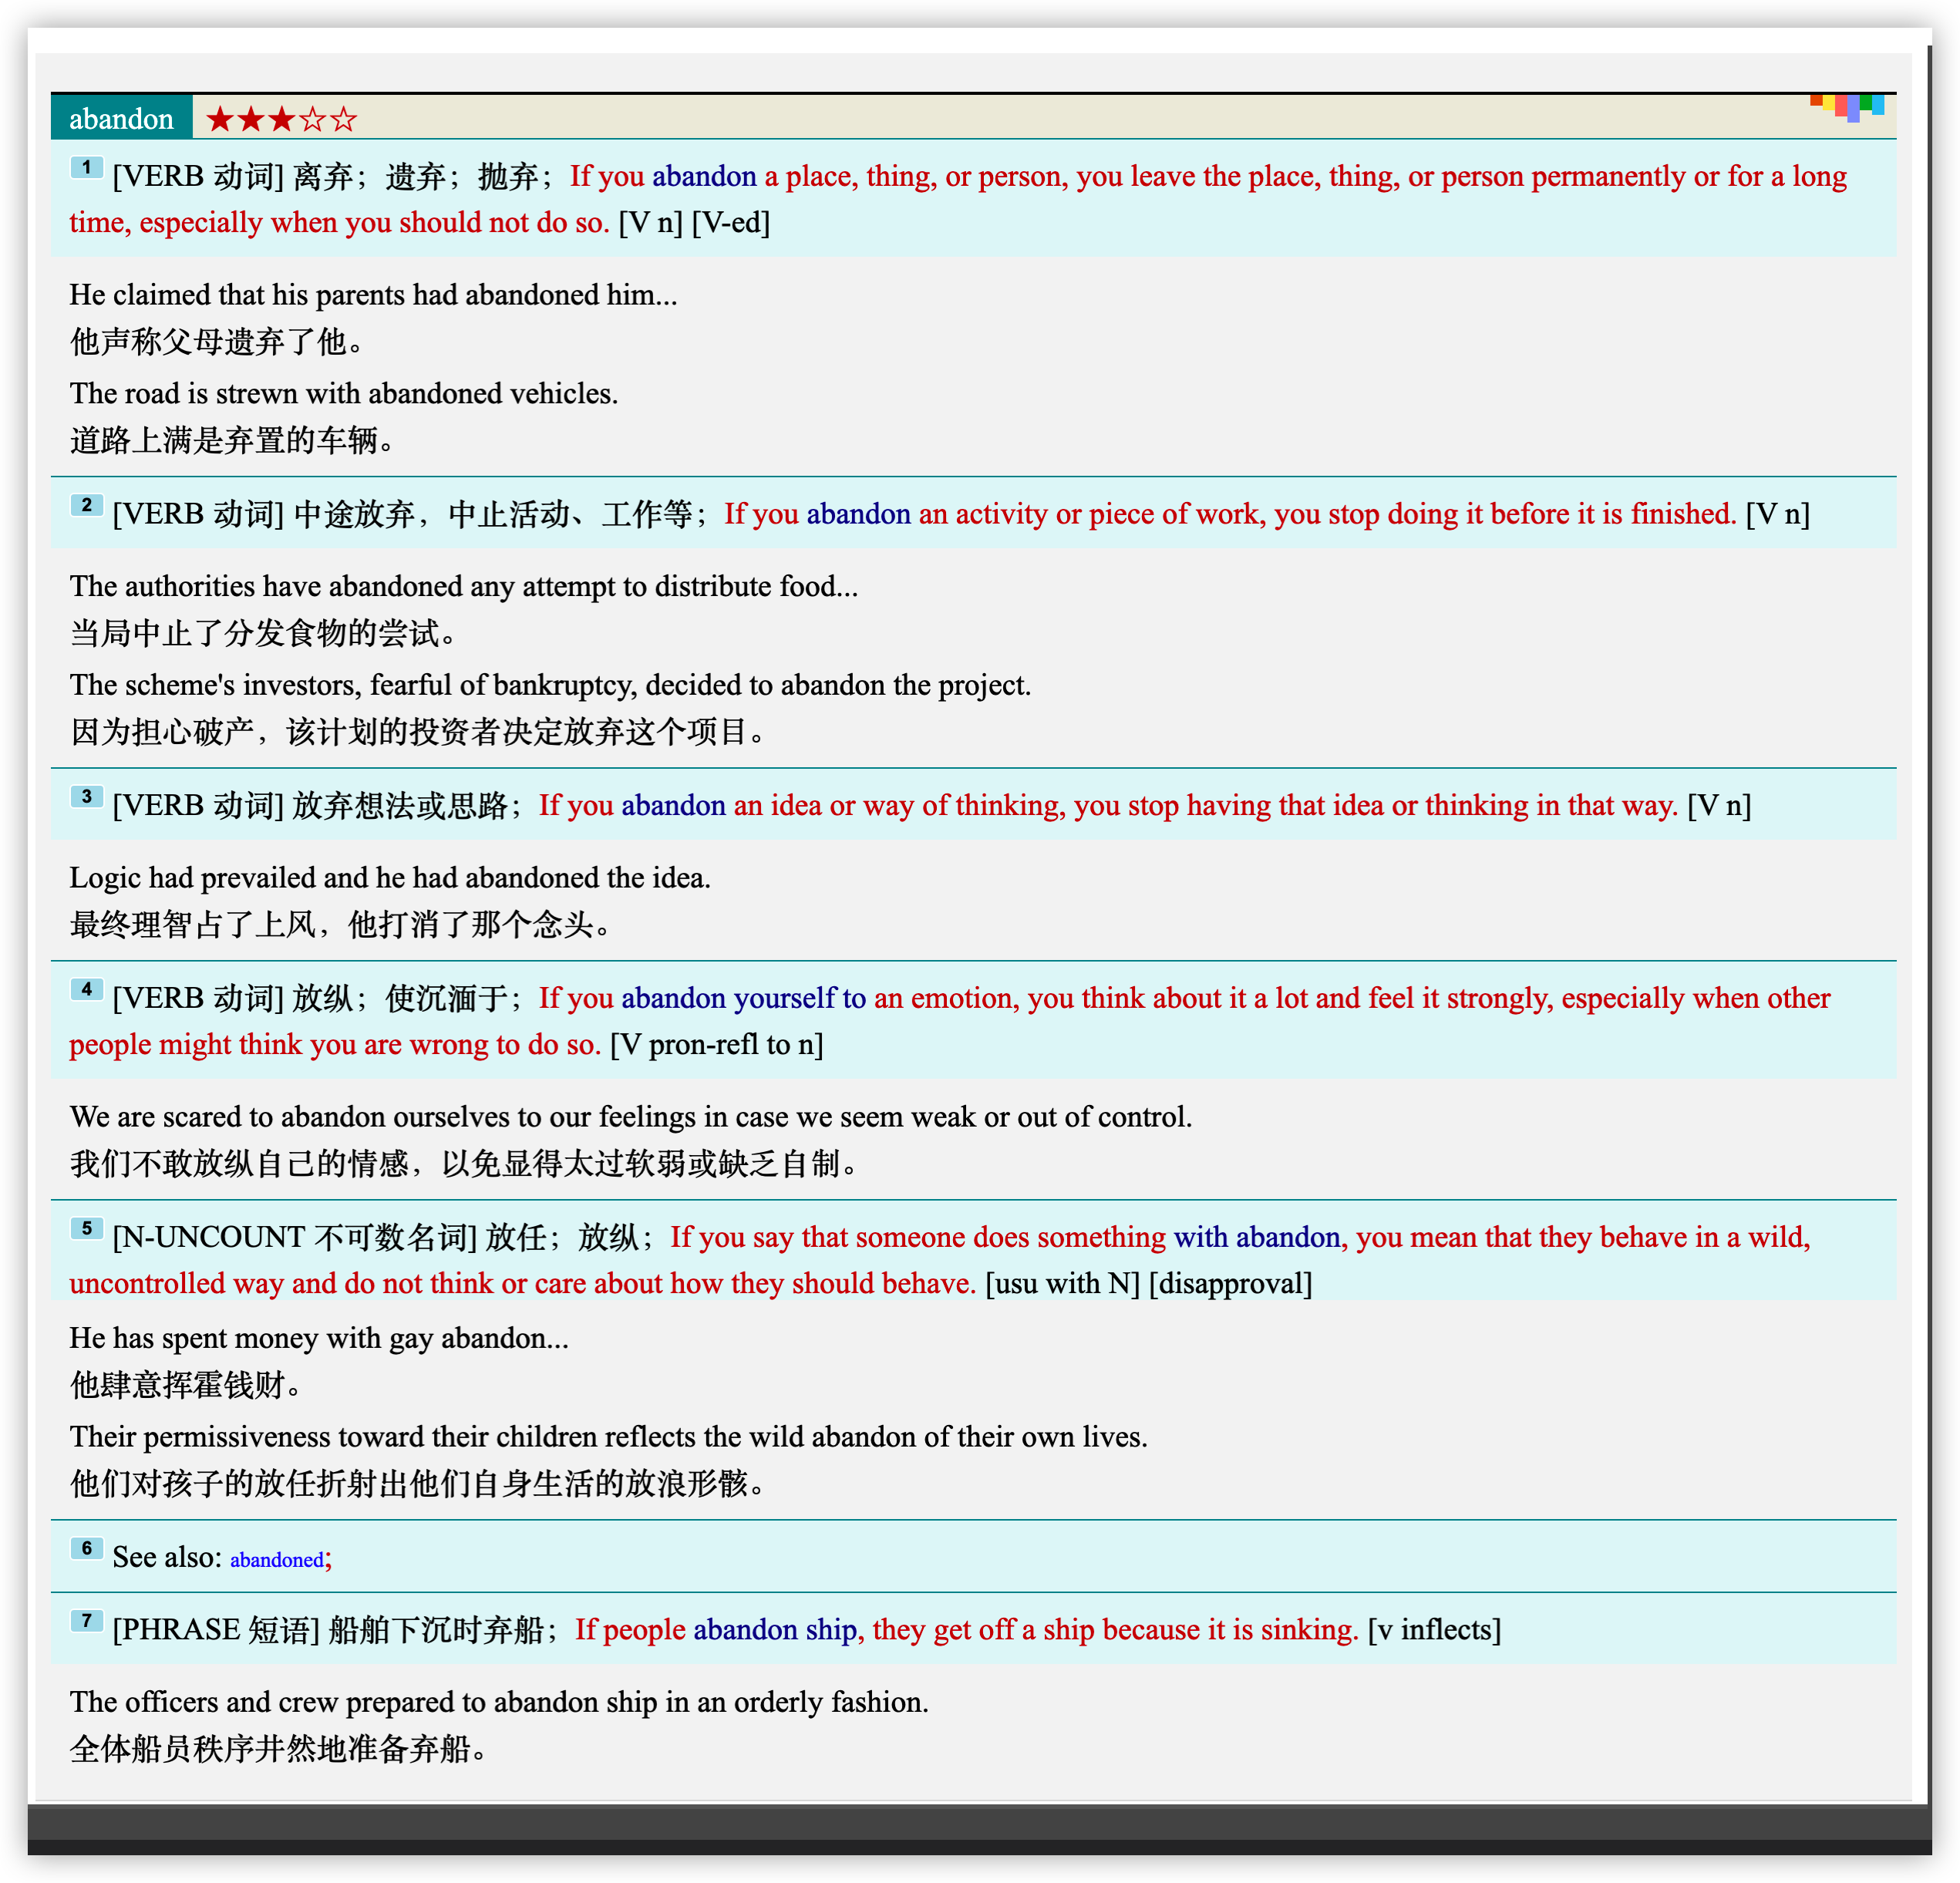 abandon ★★★☆☆
1 [VERB 动词] 离弃；遗弃；抛弃；If you abandon a place, thing, or person, you leave the place, thing, or person permanently or for a long
time, especially when you should not do so. [V n] [V-ed]
He claimed that his parents had abandoned him...
他声称父母遗弃了他。
The road is strewn with abandoned vehicles.
道路上满是弃置的车辆。
2 [VERB 动词] 中途放弃，中止活动、工作等；If you abandon an activity or piece of work, you stop doing it before it is finished. [V n]
The authorities have abandoned any attempt to distribute food...
当局中止了分发食物的尝试。
The scheme's investors, fearful of bankruptcy, decided to abandon the project.
因为担心破产，该计划的投资者决定放弃这个项目。
3 [VERB 动词] 放弃想法或思路；If you abandon an idea or way of thinking, you stop having that idea or thinking in that way. [V n]
Logic had prevailed and he had abandoned the idea.
最终理智占了上风，他打消了那个念头。
4 [VERB 动词] 放纵；使沉湎于；If you abandon yourself to an emotion, you think about it a lot and feel it strongly, especially when other
people might think you are wrong to do so. [V pron-refl to n]
We are scared to abandon ourselves to our feelings in case we seem weak or out of control.
我们不敢放纵自己的情感，以免显得太过软弱或缺乏自制。
5 [N-UNCOUNT 不可数名词] 放任；放纵；If you say that someone does something with abandon, you mean that they behave in a wild,
uncontrolled way and do not think or care about how they should behave. [usu with N] [disapproval]
He has spent money with gay abandon...
他肆意挥霍钱财。
Their permissiveness toward their children reflects the wild abandon of their own lives.
他们对孩子的放任折射出他们自身生活的放浪形骸。
6 See also: abandoned;
7 [PHRASE 短语] 船舶下沉时弃船；If people abandon ship, they get off a ship because it is sinking. [v inflects]
The officers and crew prepared to abandon ship in an orderly fashion.
全体船员秩序井然地准备弃船。